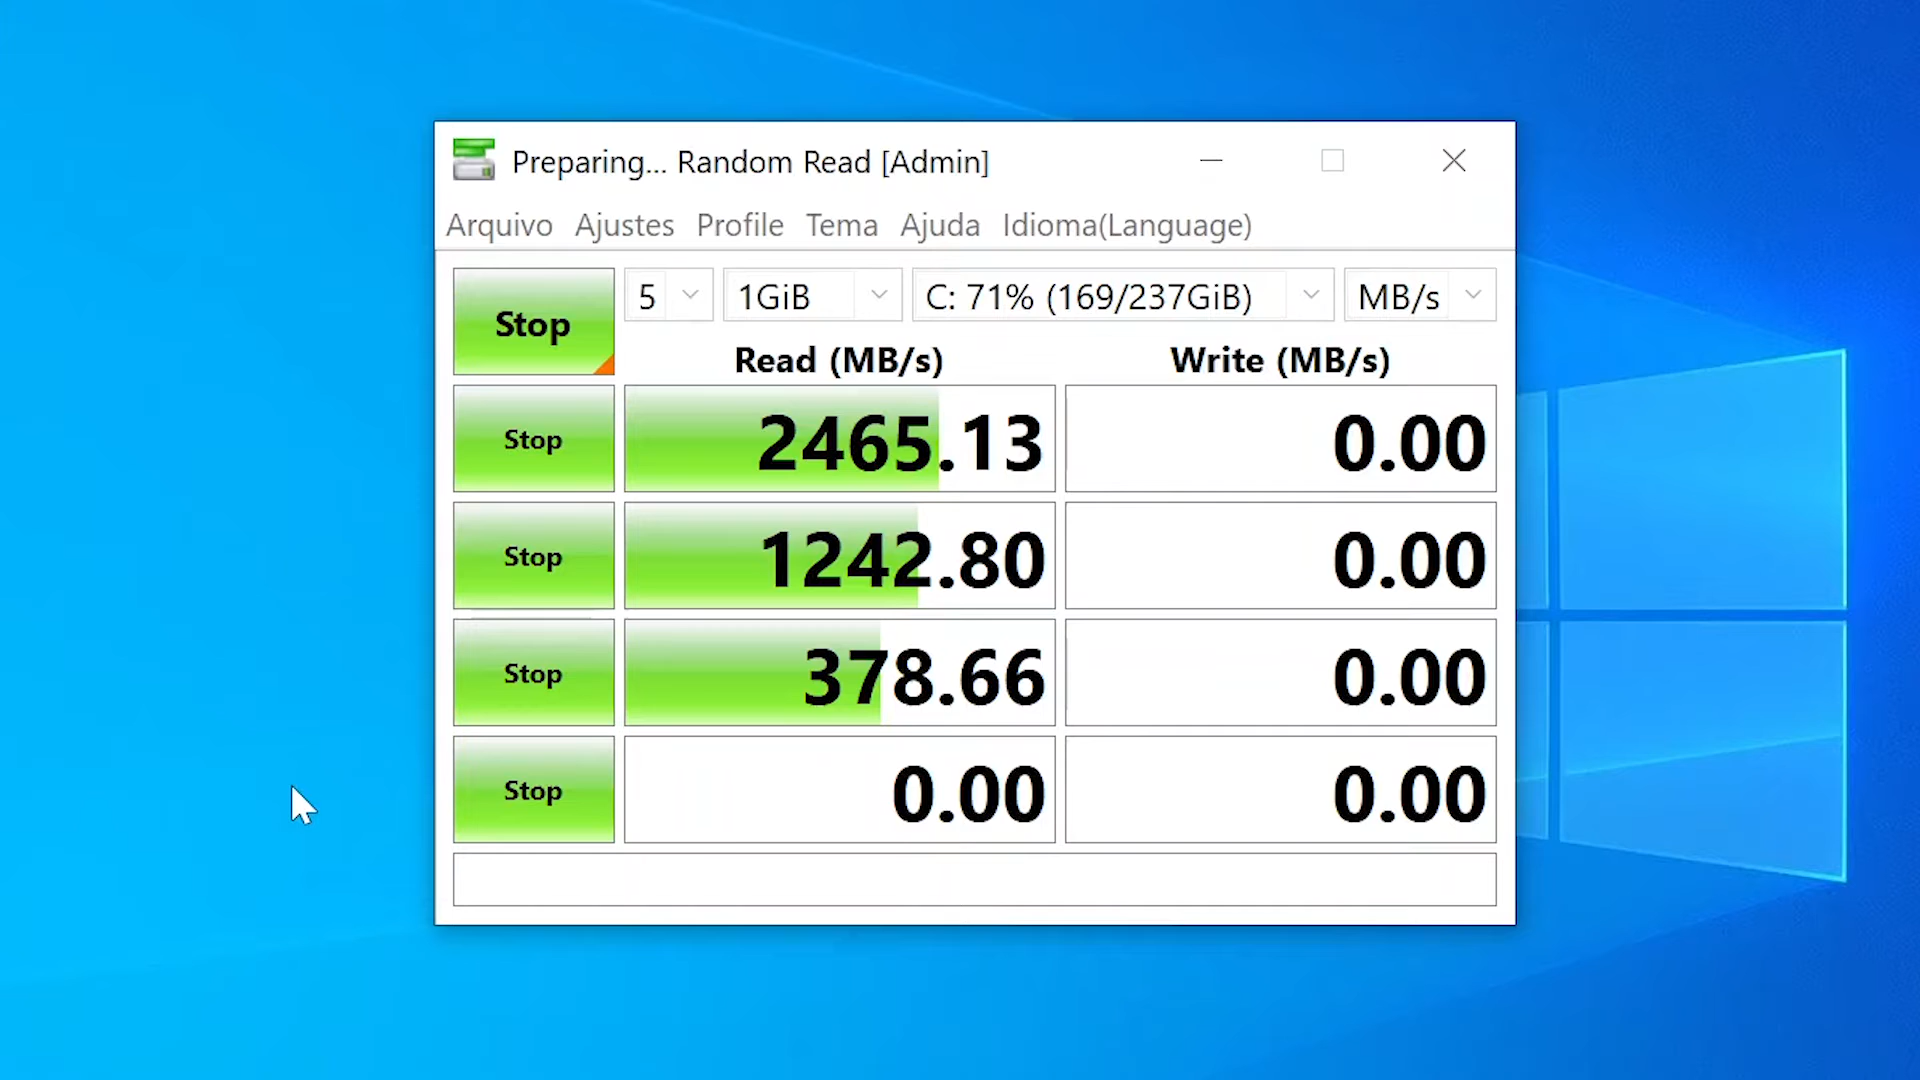 Preparing... Random Read [Admin]
Arquivo Ajustes Profile Tema Ajuda Idioma(Language)
Stop 5 1GiB C: 71% (169/237GiB) MB/s
Read (MB/s) Write (MB/s)
Stop 2465.13 0.00
Stop 1242.80 0.00
Stop 378.66 0.00
Stop 0.00 0.00